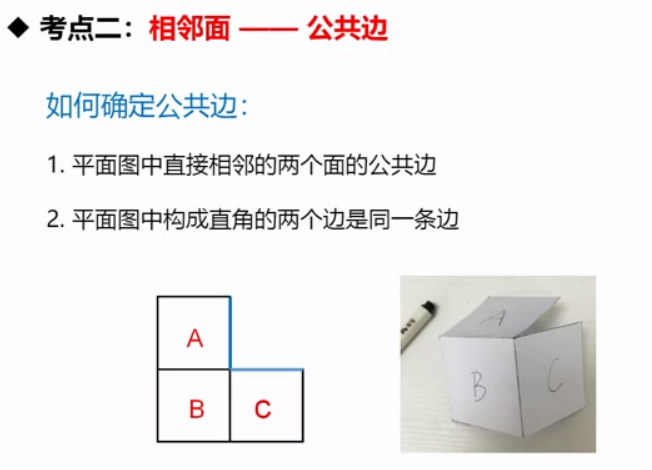 ◆ 考点二：相邻面 —— 公共边
如何确定公共边：
1. 平面图中直接相邻的两个面的公共边
2. 平面图中构成直角的两个边是同一条边
A
B C
A
B C